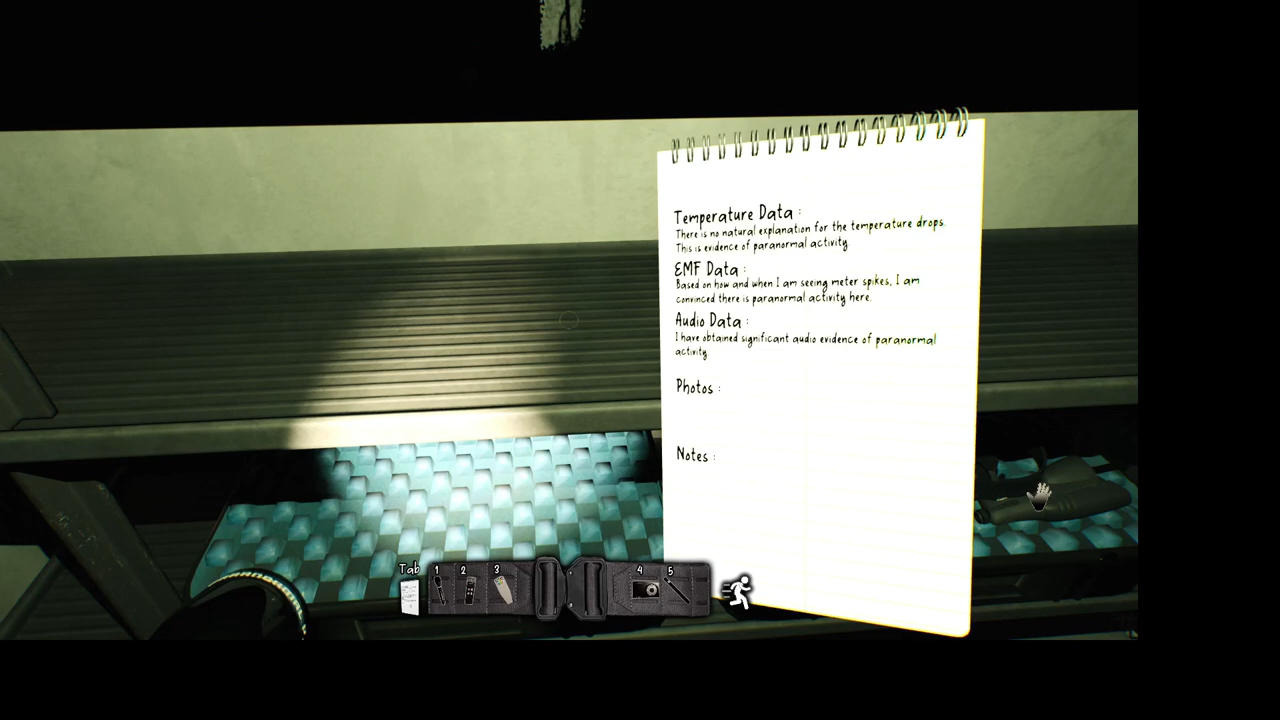 Temperature Data :
There is no natural explanation for the temperature drops.
This is evidence of paranormal activity.
EMF Data :
Based on how and when I am seeing meter spikes, I am
convinced there is paranormal activity here.
Audio Data :
I have obtained significant audio evidence of paranormal
activity.
Photos :
Notes :
Tab 1 2 3 4 5